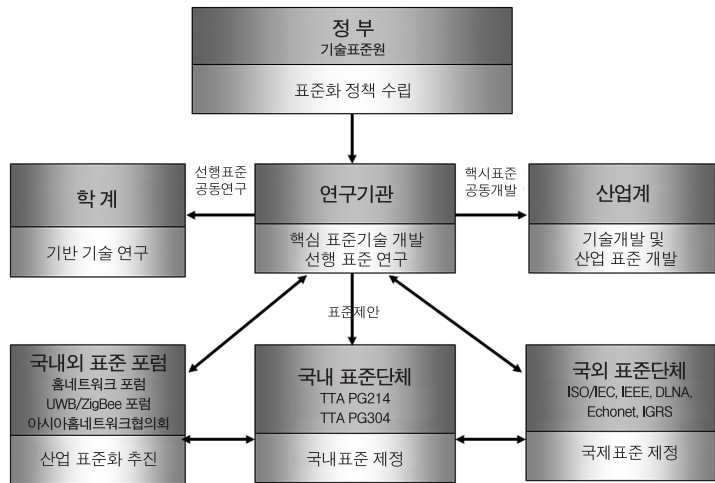 정 부
기술표준원
표준화 정책 수립
선행표준
공동연구
핵시표준
공동개발
학 계
기반 기술 연구
연구기관
핵심 표준기술 개발
선행 표준 연구
산업계
기술개발 및
산업 표준 개발
표준제안
국내외 표준 포럼
홈네트워크 포럼
UWB/ZigBee 포럼
아시아홈네트워크협의회
산업 표준화 추진
국내 표준단체
TTA PG214
TTA PG304
국내표준 제정
국외 표준단체
ISO/IEC, IEEE, DLNA,
Echonet, IGRS
국제표준 제정